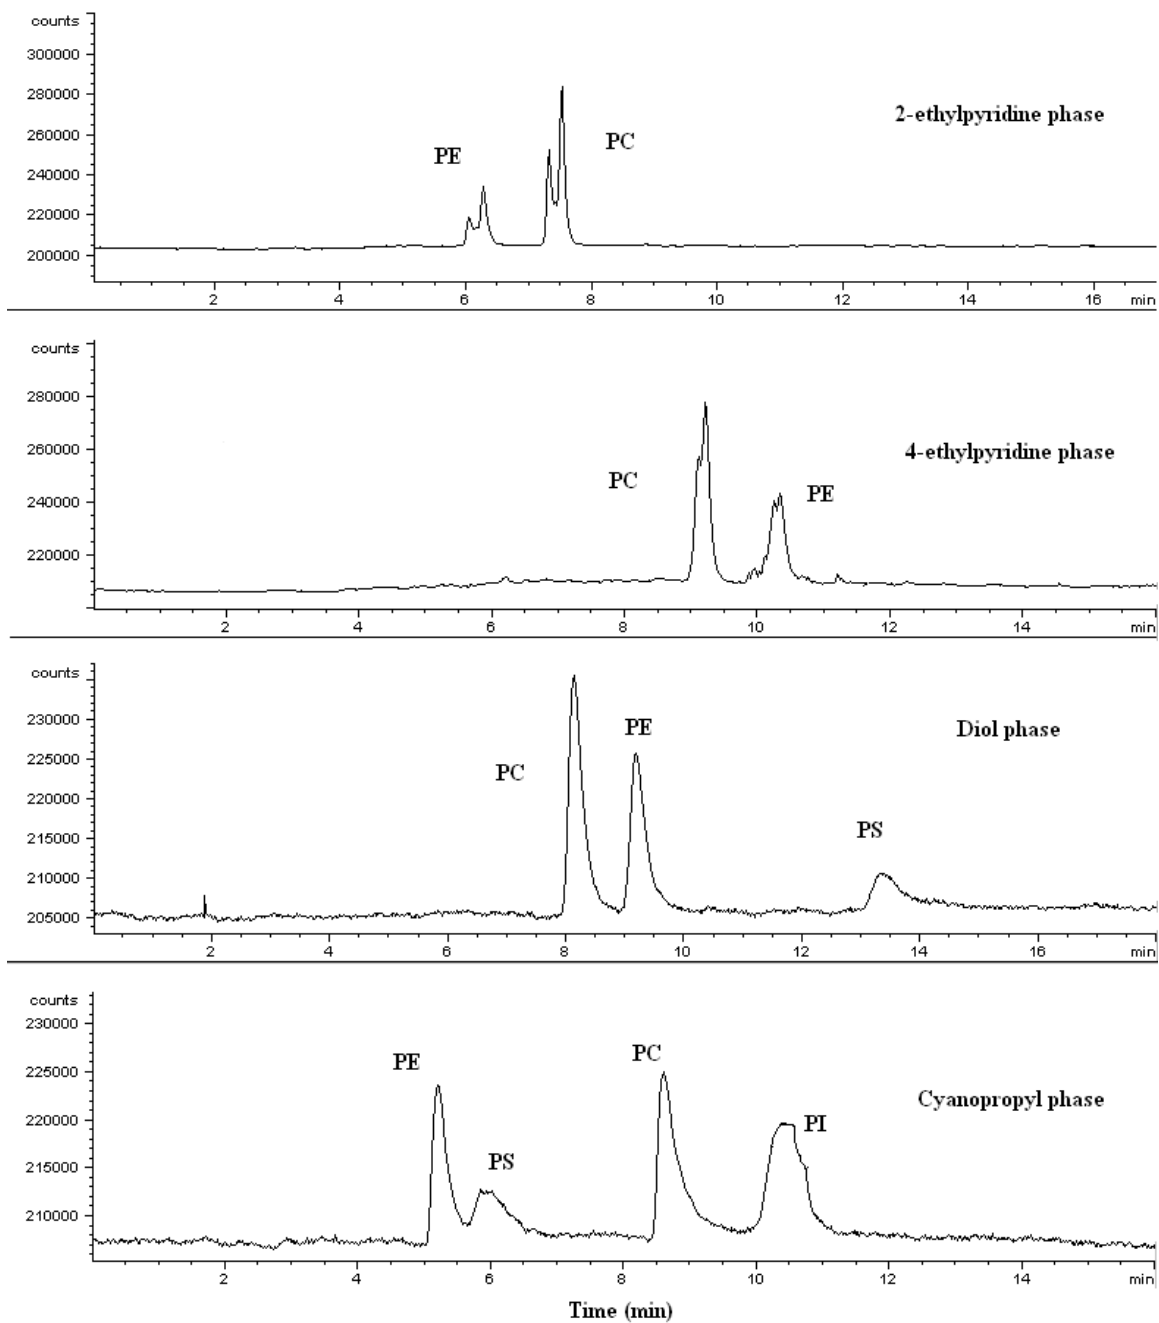 counts
300000
280000
260000
240000
220000
200000
2-ethylpyridine phase
PE
PC
2 4 6 8 10 12 14 16 min
counts
280000
260000
240000
220000
4-ethylpyridine phase
PC
PE
2 4 6 8 10 12 14 min
counts
230000
225000
220000
215000
210000
205000
Diol phase
PE
PC
PS
2 4 6 8 10 12 14 16 min
counts
230000
225000
220000
215000
210000
PE
PC
Cyanopropyl phase
PI
PS
2 4 6 8 10 12 14 min
Time (min)